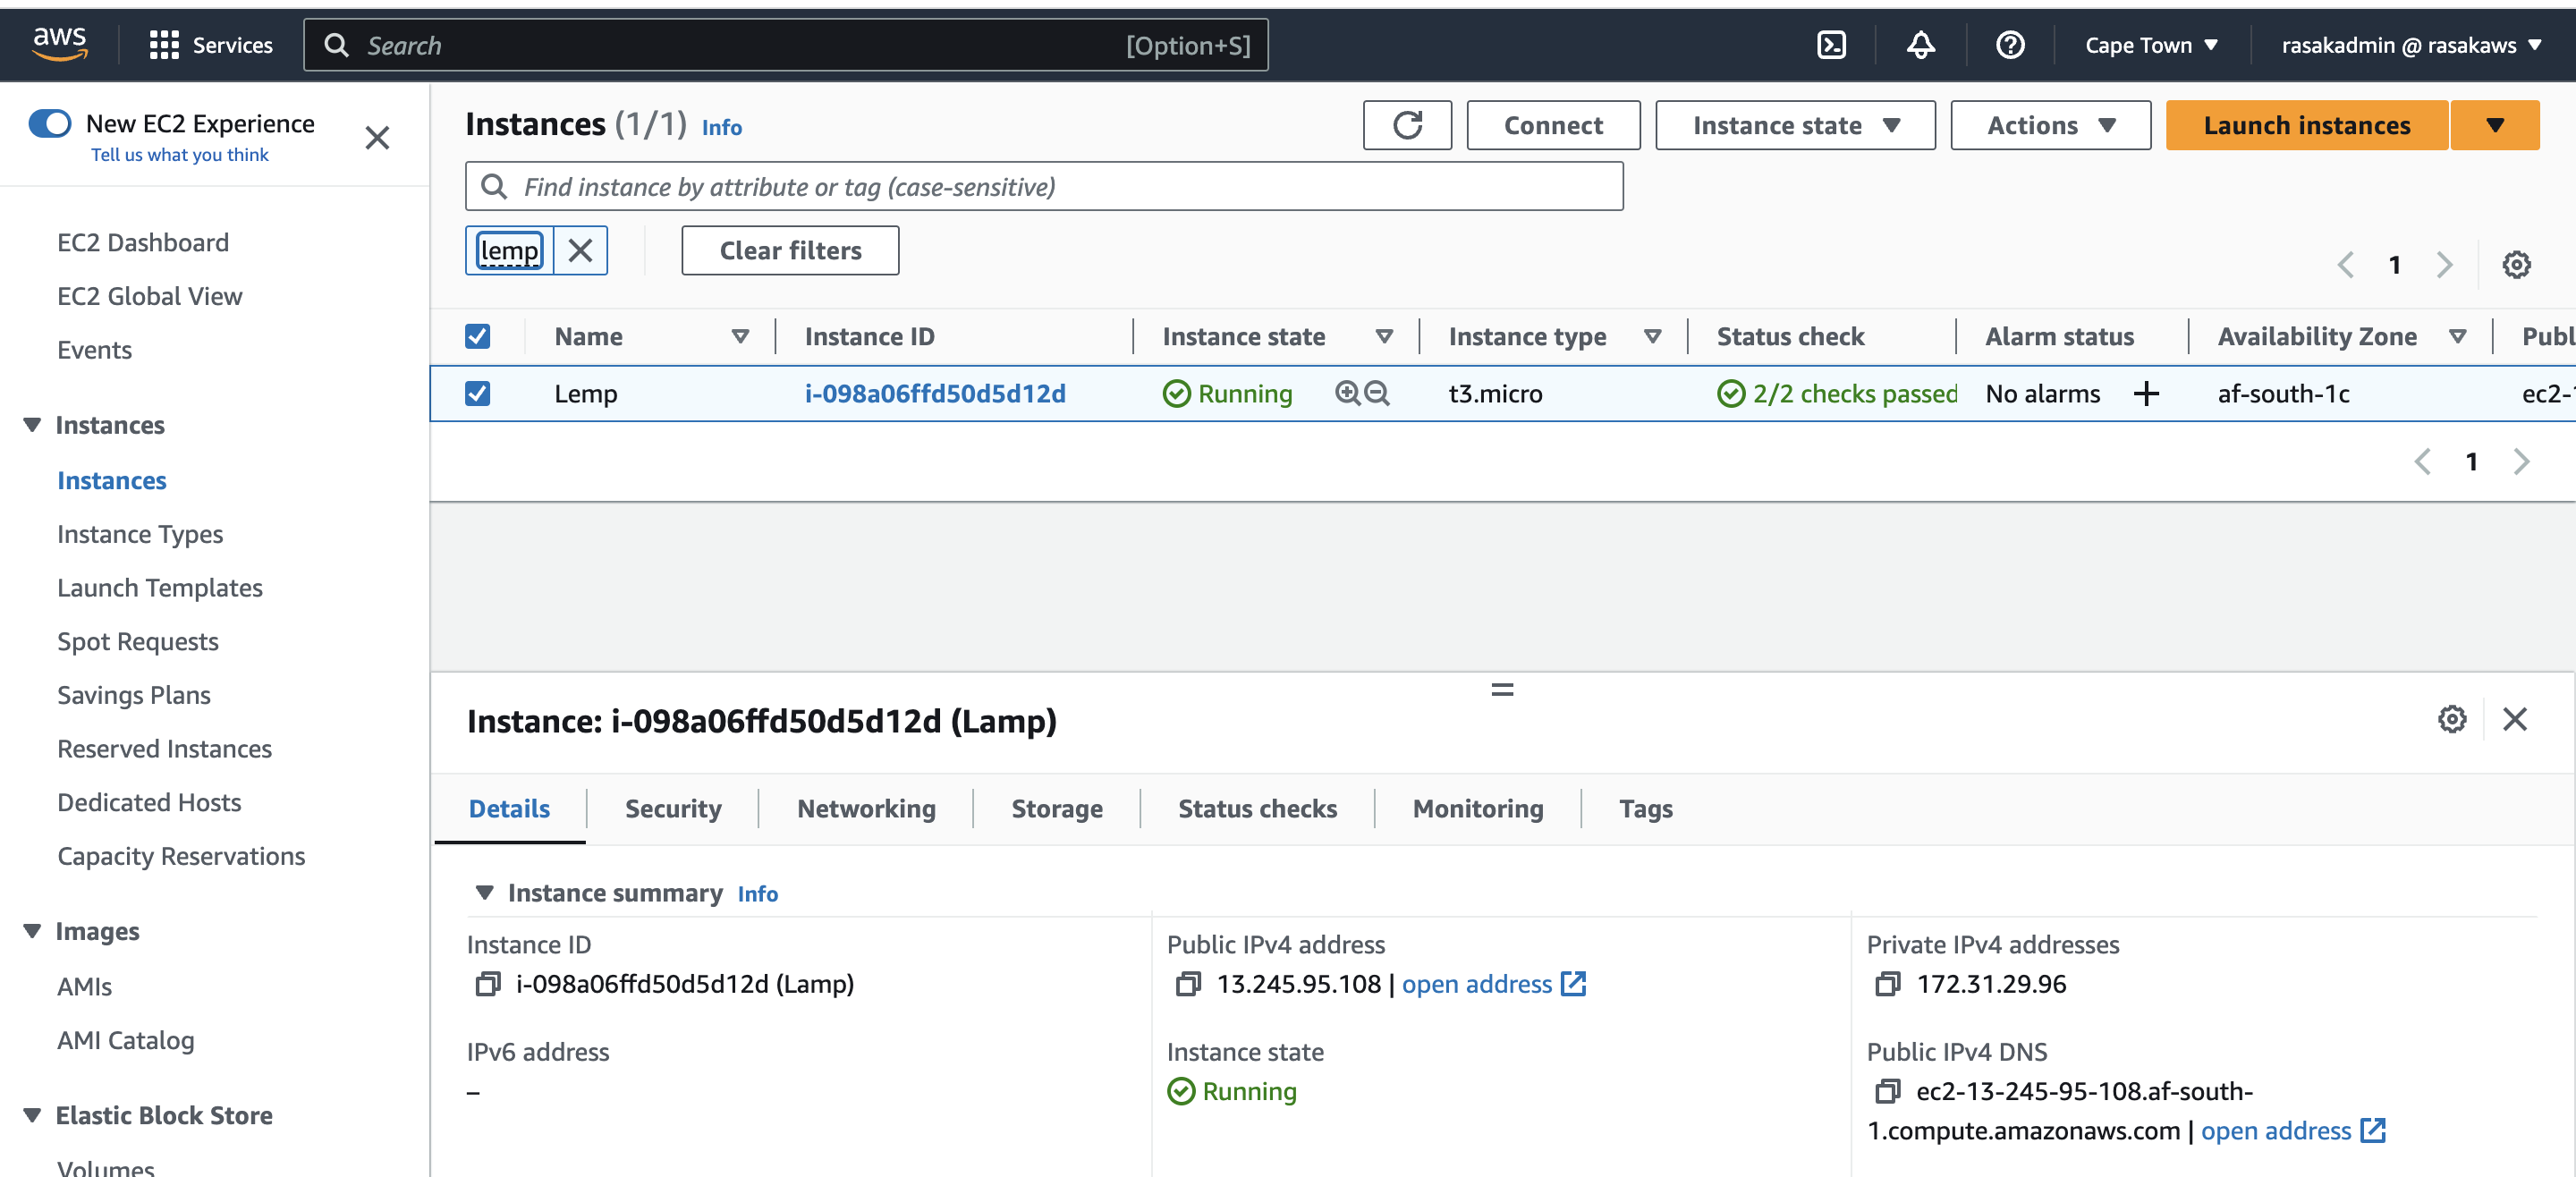 aws Services Search [Option+S] Cape Town rasakadmin @ rasakaws
New EC2 Experience
Tell us what you think
EC2 Dashboard
EC2 Global View
Events
Instances
Instances
Instance Types
Launch Templates
Spot Requests
Savings Plans
Reserved Instances
Dedicated Hosts
Capacity Reservations
Images
AMIs
AMI Catalog
Elastic Block Store
Volumes
Instances (1/1) Info Connect Instance state Actions Launch instances
Find instance by attribute or tag (case-sensitive)
lemp Clear filters
1
Name Instance ID Instance state Instance type Status check Alarm status Availability Zone Publ
Lemp i-098a06ffd50d5d12d Running t3.micro 2/2 checks passed No alarms + af-south-1c ec2-
1
Instance: i-098a06ffd50d5d12d (Lamp)
Details Security Networking Storage Status checks Monitoring Tags
Instance summary Info
Instance ID
i-098a06ffd50d5d12d (Lamp)
Public IPv4 address
13.245.95.108 | open address
Private IPv4 addresses
172.31.29.96
IPv6 address
–
Instance state
Running
Public IPv4 DNS
ec2-13-245-95-108.af-south-
1.compute.amazonaws.com | open address